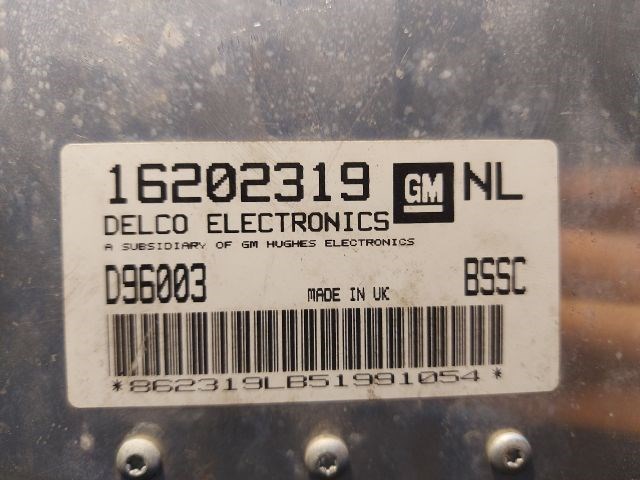 16202319 GM NL
DELCO ELECTRONICS
A SUBSIDIARY OF GM HUGHES ELECTRONICS
D96003 MADE IN UK BSSC
*862319LB51991054*